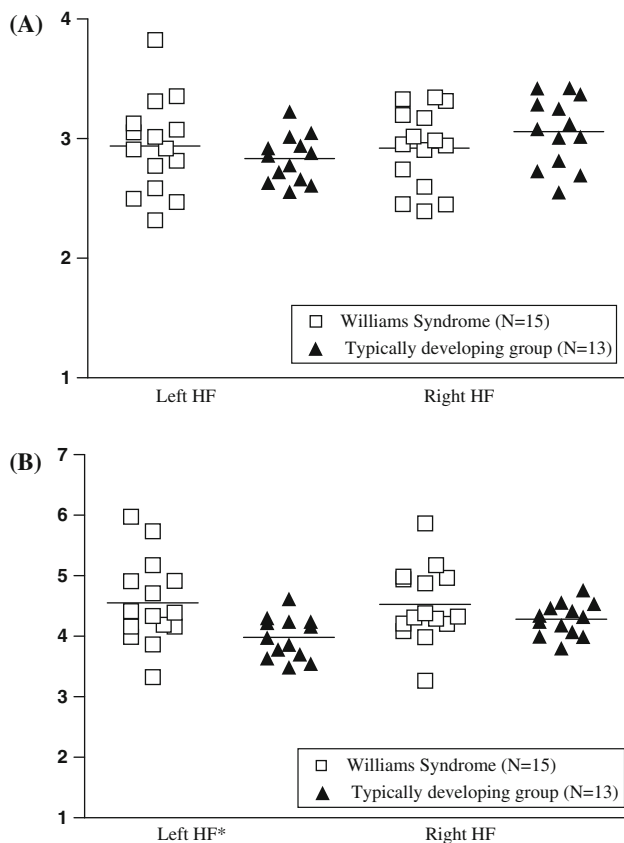 (A)
4
3
2
1
Williams Syndrome (N=15)
Typically developing group (N=13)
Left HF
Right HF
(B)
7
6
5
4
3
2
1
Williams Syndrome (N=15)
Typically developing group (N=13)
Left HF*
Right HF